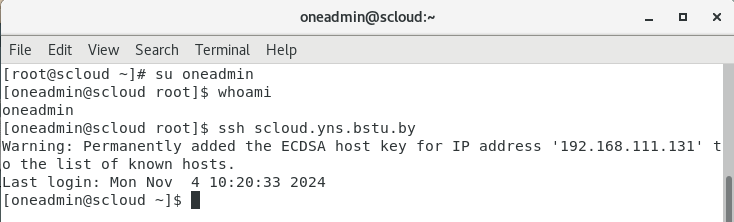 oneadmin@scloud:~
File Edit View Search Terminal Help
[root@scloud ~]# su oneadmin
[oneadmin@scloud root]$ whoami
oneadmin
[oneadmin@scloud root]$ ssh scloud.yns.bstu.by
Warning: Permanently added the ECDSA host key for IP address '192.168.111.131' t
o the list of known hosts.
Last login: Mon Nov  4 10:20:33 2024
[oneadmin@scloud ~]$